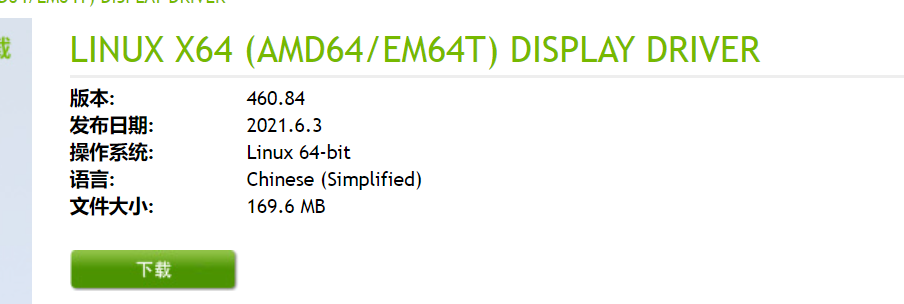 DISPLAY DRIVER
载
LINUX X64 (AMD64/EM64T) DISPLAY DRIVER
版本: 460.84
发布日期: 2021.6.3
操作系统: Linux 64-bit
语言: Chinese (Simplified)
文件大小: 169.6 MB
下载